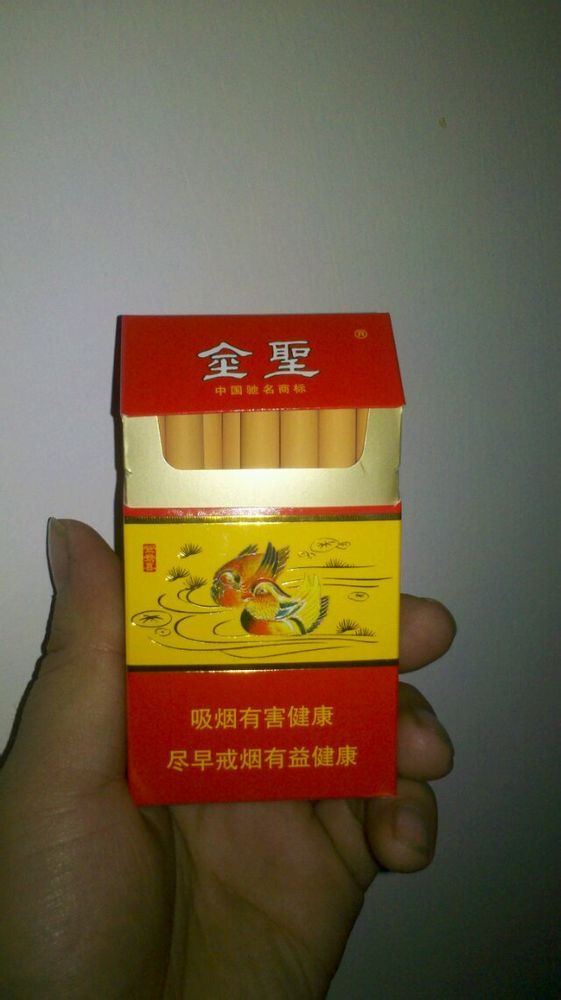 金聖
®
中国驰名商标
吸烟有害健康
尽早戒烟有益健康